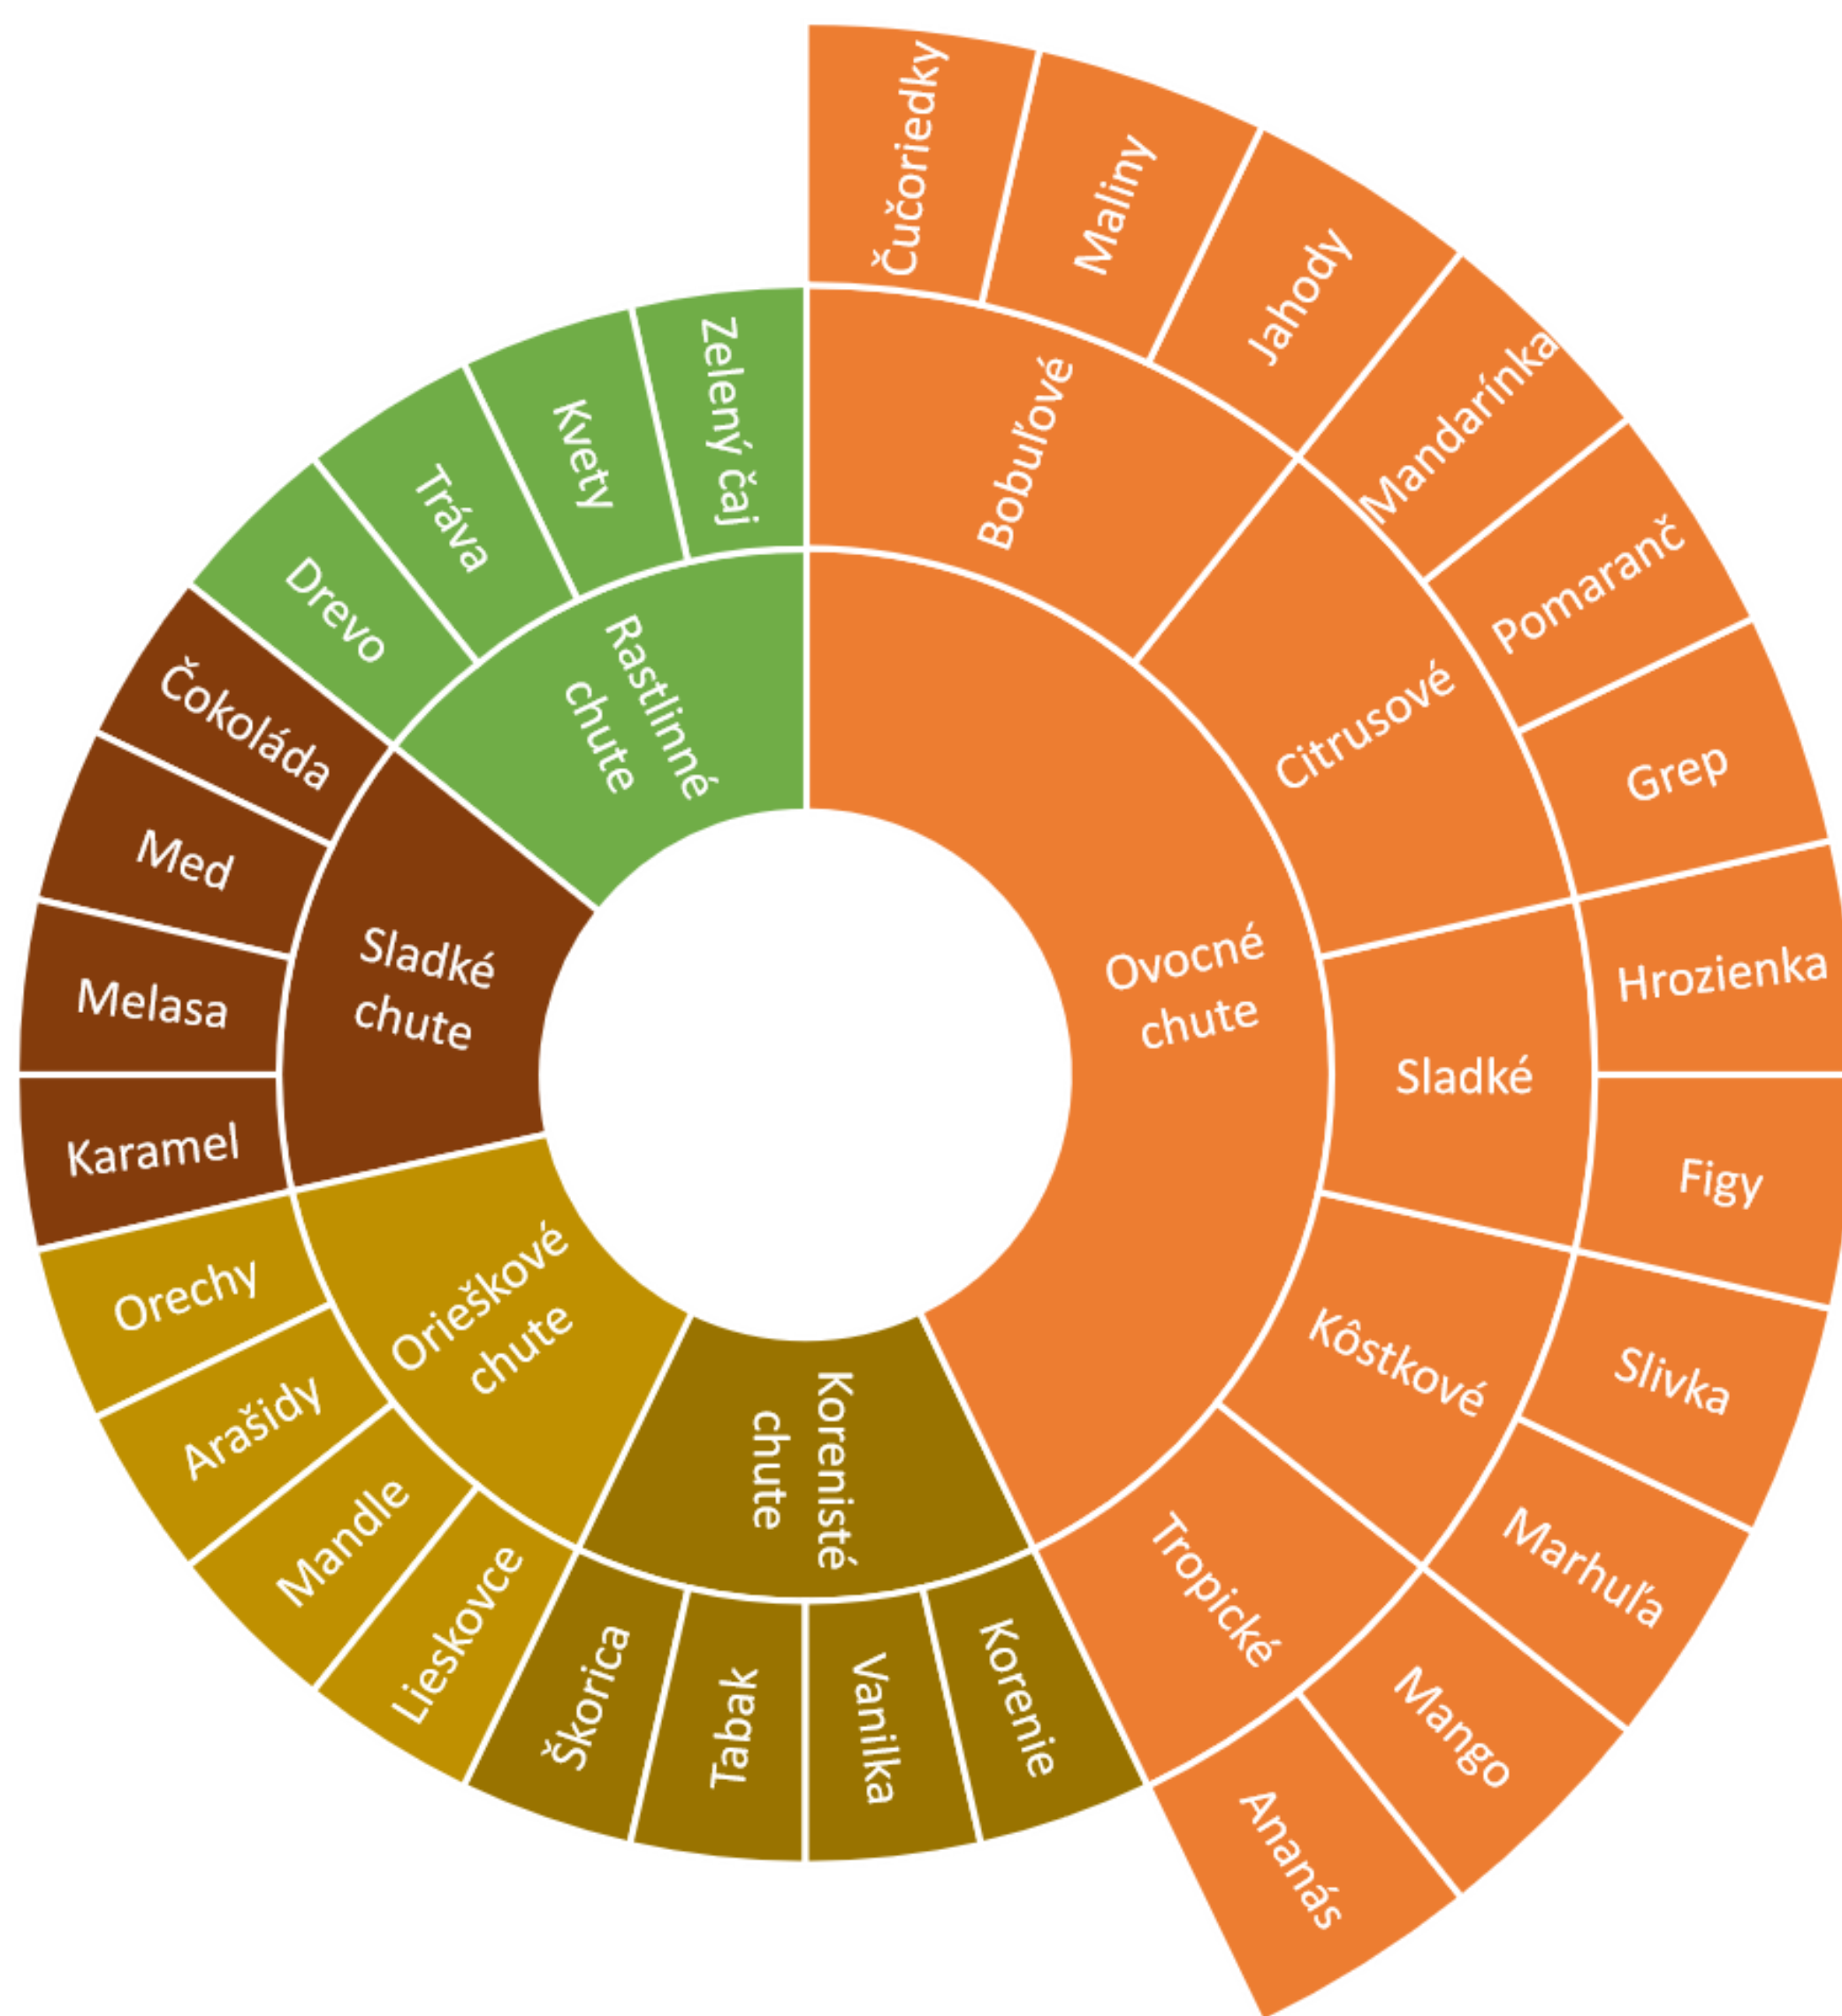 Ovocné
chute
Bobuľové
Čučoriedky
Maliny
Jahody
Citrusové
Mandarínka
Pomaranč
Grep
Sladké
Hrozienka
Figy
Kôstkové
Slivka
Marhuľa
Tropické
Mango
Ananás
Korenisté
chute
Korenie
Vanilka
Tabak
Škorica
Orieškové
chute
Lieskovce
Mandle
Arašidy
Orechy
Sladké
chute
Karamel
Melasa
Med
Čokoláda
Rastlinné
chute
Drevo
Tráva
Kvety
Zelený čaj